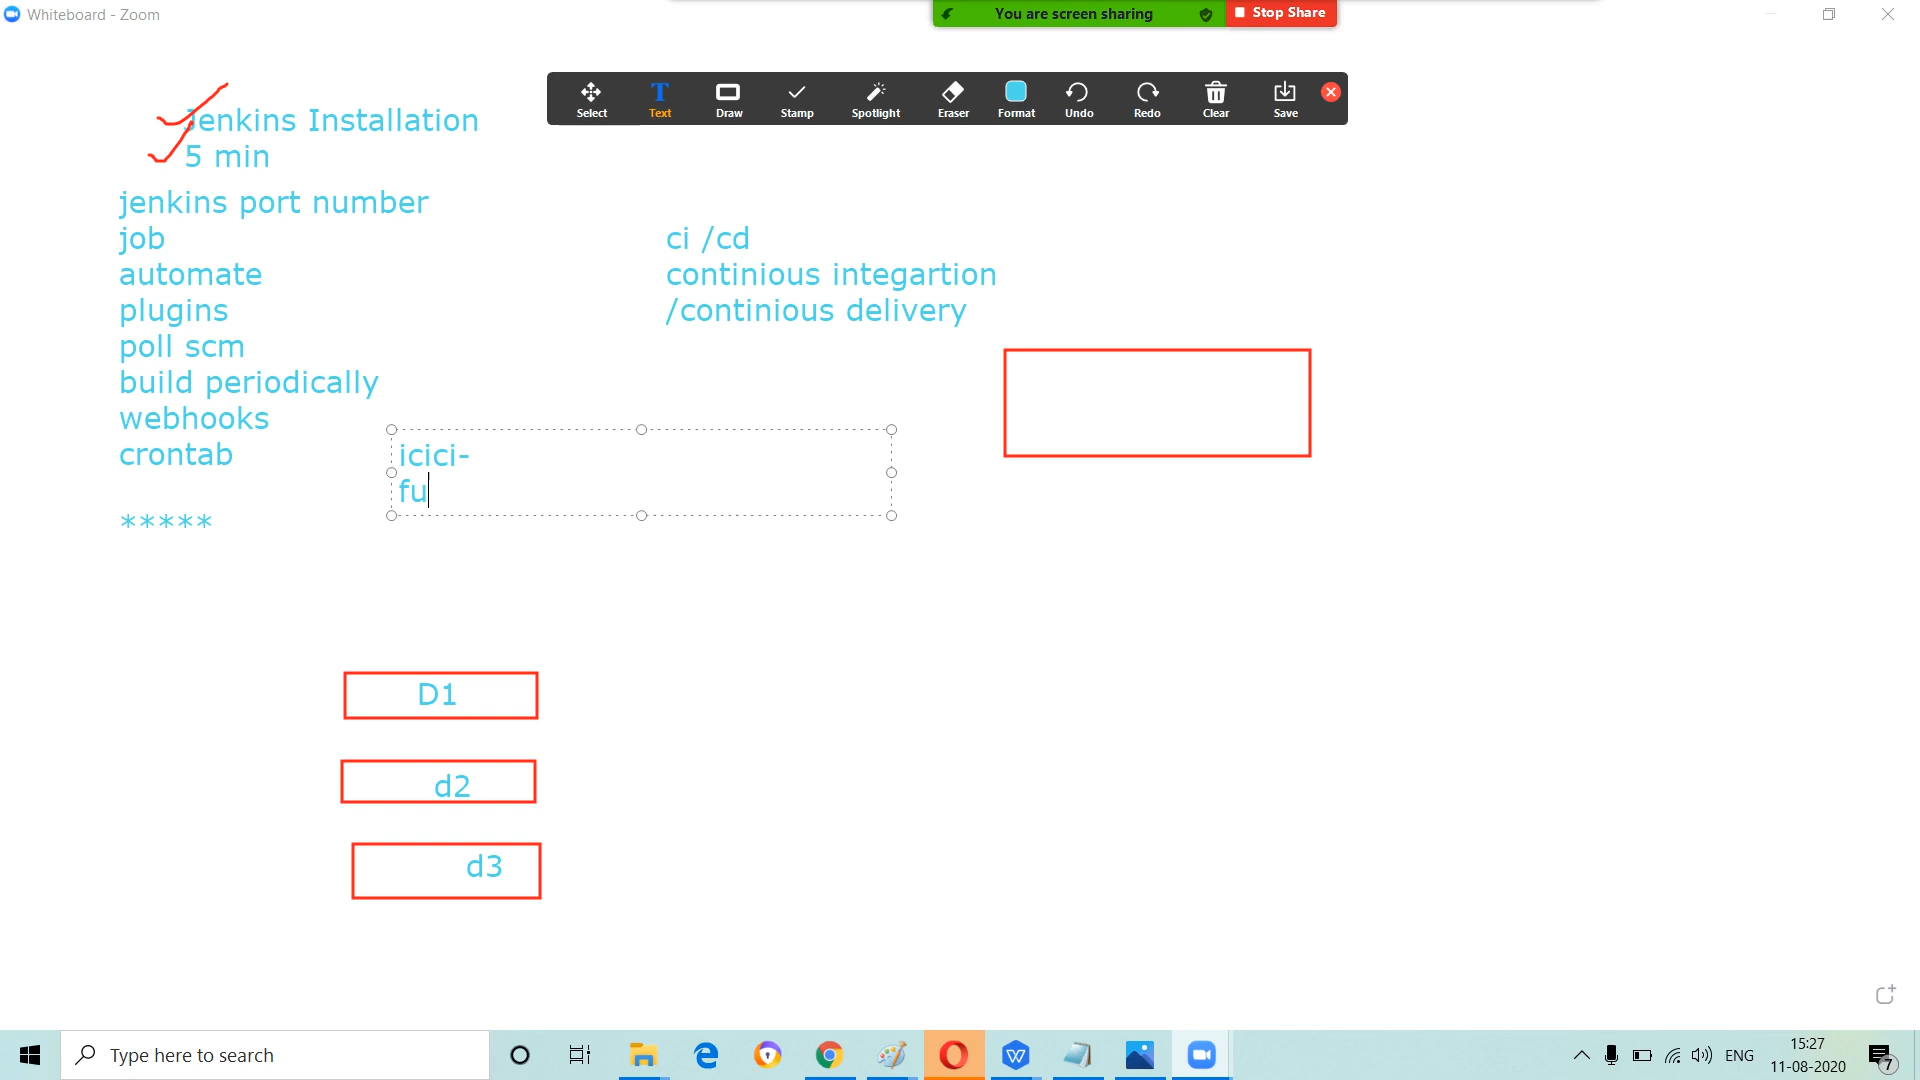 Whiteboard - Zoom
You are screen sharing
Stop Share
Select
Text
Draw
Stamp
Spotlight
Eraser
Format
Undo
Redo
Clear
Save
Jenkins Installation
5 min
jenkins port number
job
automate
plugins
poll scm
build periodically
webhooks
crontab
*****
ci /cd
continious integartion
/continious delivery
icici-
fu
D1
d2
d3
Type here to search
ENG
15:27
11-08-2020
7